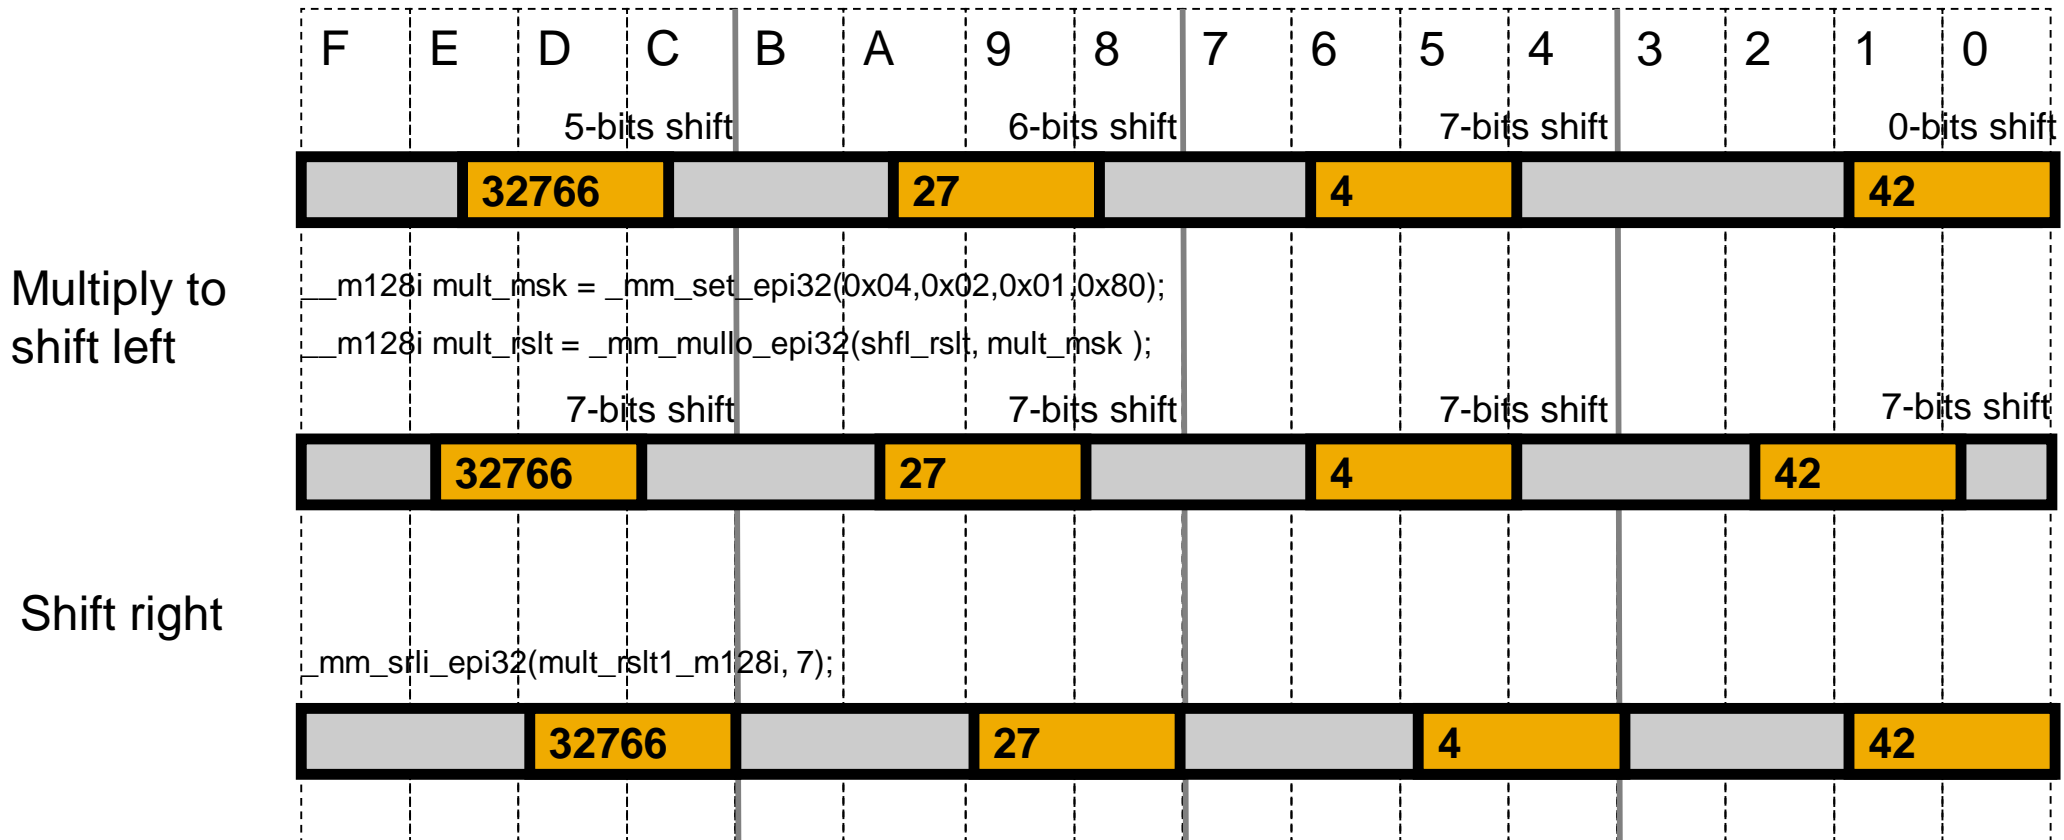 F E D C B A 9 8 7 6 5 4 3 2 1 0
5-bits shift 6-bits shift 7-bits shift 0-bits shift
32766 27 4 42
Multiply to
shift left
__m128i mult_msk = _mm_set_epi32(0x04,0x02,0x01,0x80);
__m128i mult_rslt = _mm_mullo_epi32(shfl_rslt, mult_msk );
7-bits shift 7-bits shift 7-bits shift 7-bits shift
32766 27 4 42
Shift right
_mm_srli_epi32(mult_rslt1_m128i, 7);
32766 27 4 42